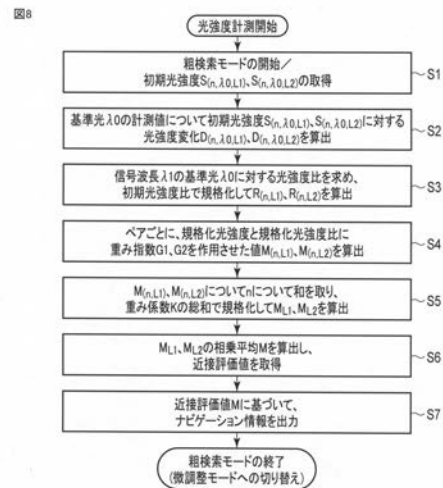 図8
光強度計測開始
粗検索モードの開始／
初期光強度S(n,λ0,L1)、S(n,λ0,L2)の取得
S1
基準光λ0の計測値について初期光強度S(n,λ0,L1)、S(n,λ0,L2)に対する
光強度変化D(n,λ0,L1)、D(n,λ0,L2)を算出
S2
信号波長λ1の基準光λ0に対する光強度比を求め、
初期光強度比で規格化してR(n,L1)、R(n,L2)を算出
S3
ペアごとに、規格化光強度と規格化光強度比に
重み指数G1、G2を作用させた値M(n,L1)、M(n,L2)を算出
S4
M(n,L1)、M(n,L2)についてnについて和を取り、
重み係数Kの総和で規格化してML1、ML2を算出
S5
ML1、ML2の相乗平均Mを算出し、
近接評価値を取得
S6
近接評価値Mに基づいて、
ナビゲーション情報を出力
S7
粗検索モードの終了
(微調整モードへの切り替え)